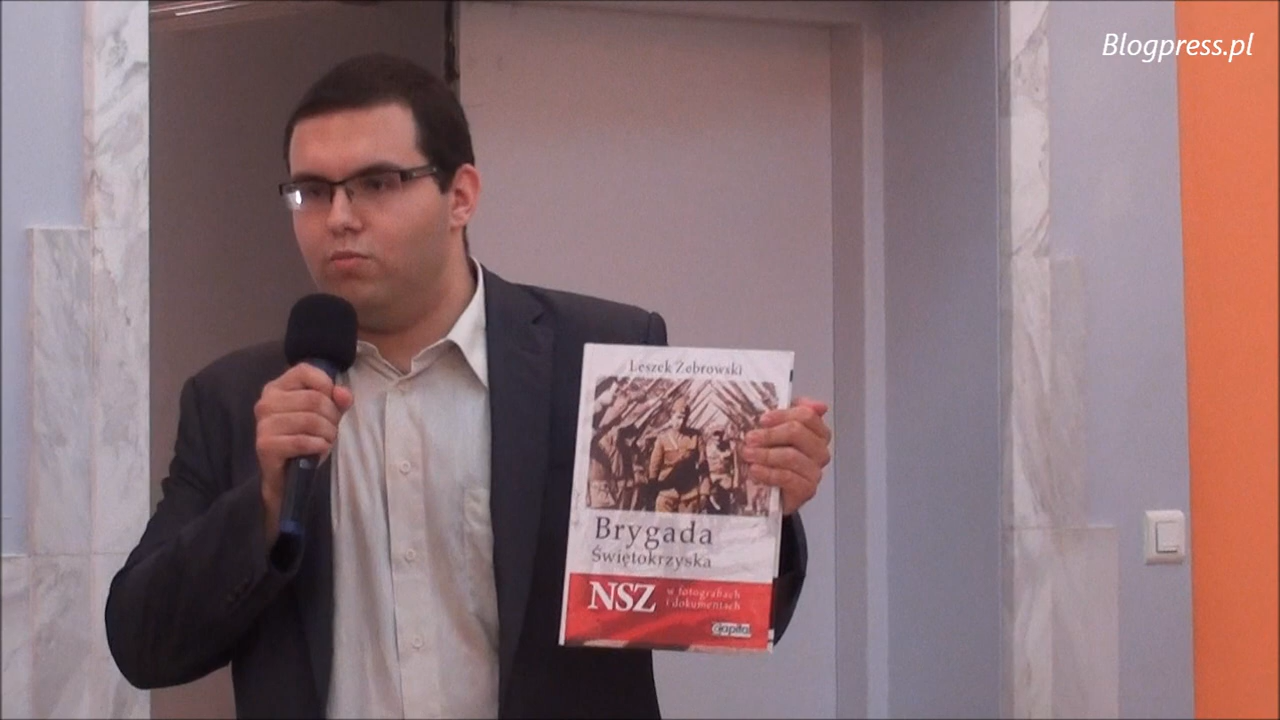 Blogpress.pl
Leszek Żebrowski
Brygada
Świętokrzyska
NSZ
w fotografiach
i dokumentach
Capital